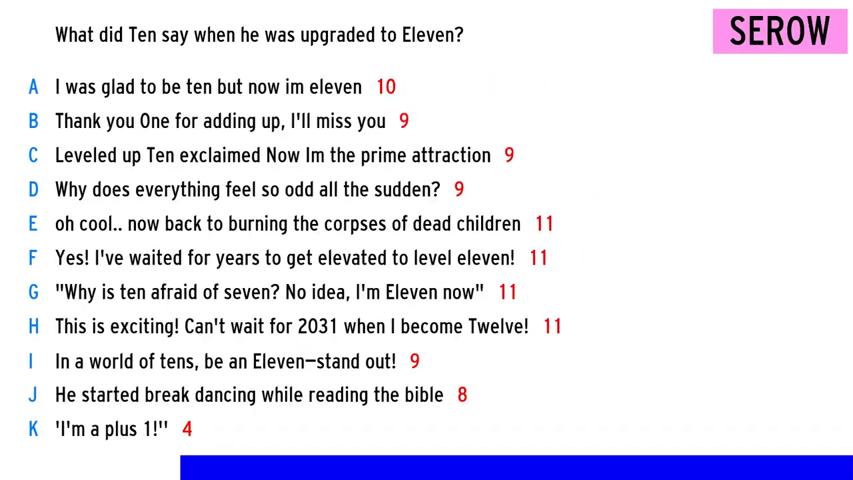 What did Ten say when he was upgraded to Eleven?
SEROW
A I was glad to be ten but now im eleven 10
B Thank you One for adding up, I'll miss you 9
C Leveled up Ten exclaimed Now Im the prime attraction 9
D Why does everything feel so odd all the sudden? 9
E oh cool.. now back to burning the corpses of dead children 11
F Yes! I've waited for years to get elevated to level eleven! 11
G "Why is ten afraid of seven? No idea, I'm Eleven now" 11
H This is exciting! Can't wait for 2031 when I become Twelve! 11
I In a world of tens, be an Eleven—stand out! 9
J He started break dancing while reading the bible 8
K 'I'm a plus 1!'' 4